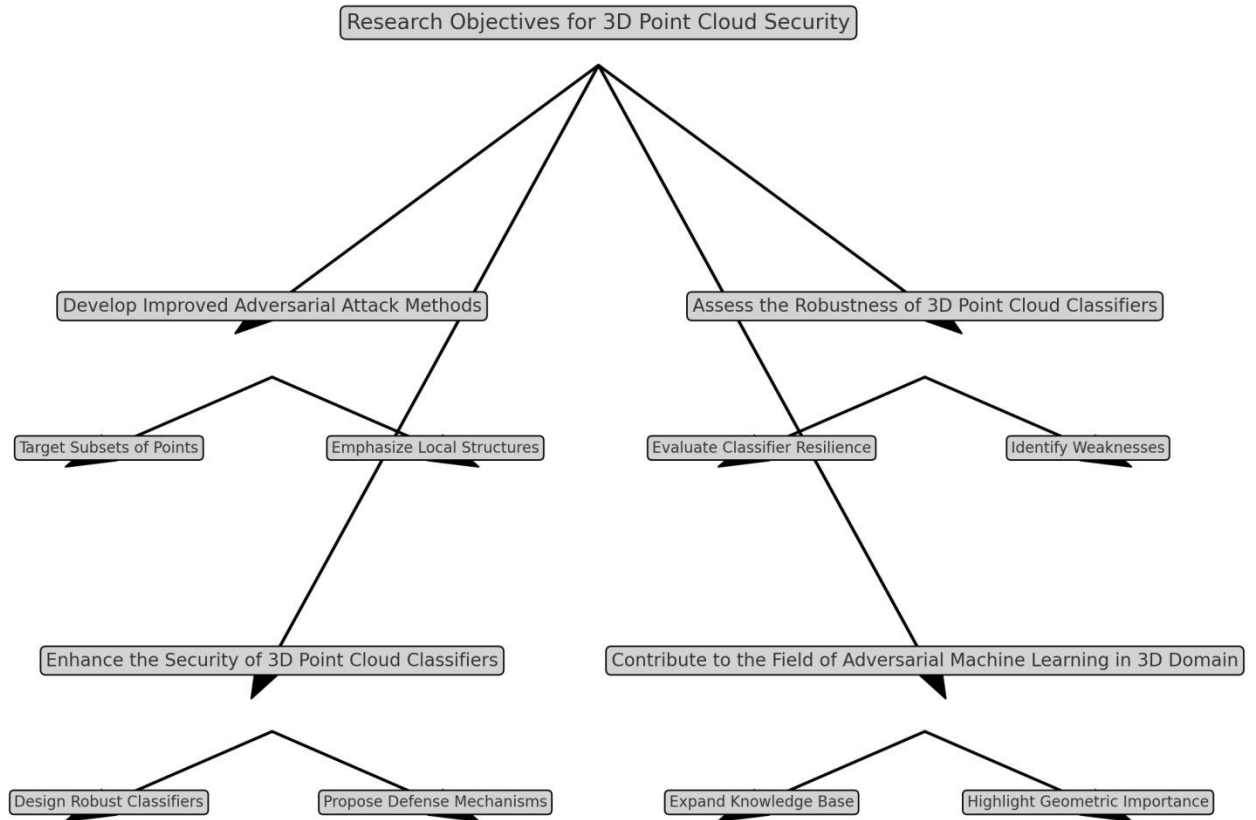 Research Objectives for 3D Point Cloud Security
Develop Improved Adversarial Attack Methods
Assess the Robustness of 3D Point Cloud Classifiers
Target Subsets of Points
Emphasize Local Structures
Evaluate Classifier Resilience
Identify Weaknesses
Enhance the Security of 3D Point Cloud Classifiers
Contribute to the Field of Adversarial Machine Learning in 3D Domain
Design Robust Classifiers
Propose Defense Mechanisms
Expand Knowledge Base
Highlight Geometric Importance